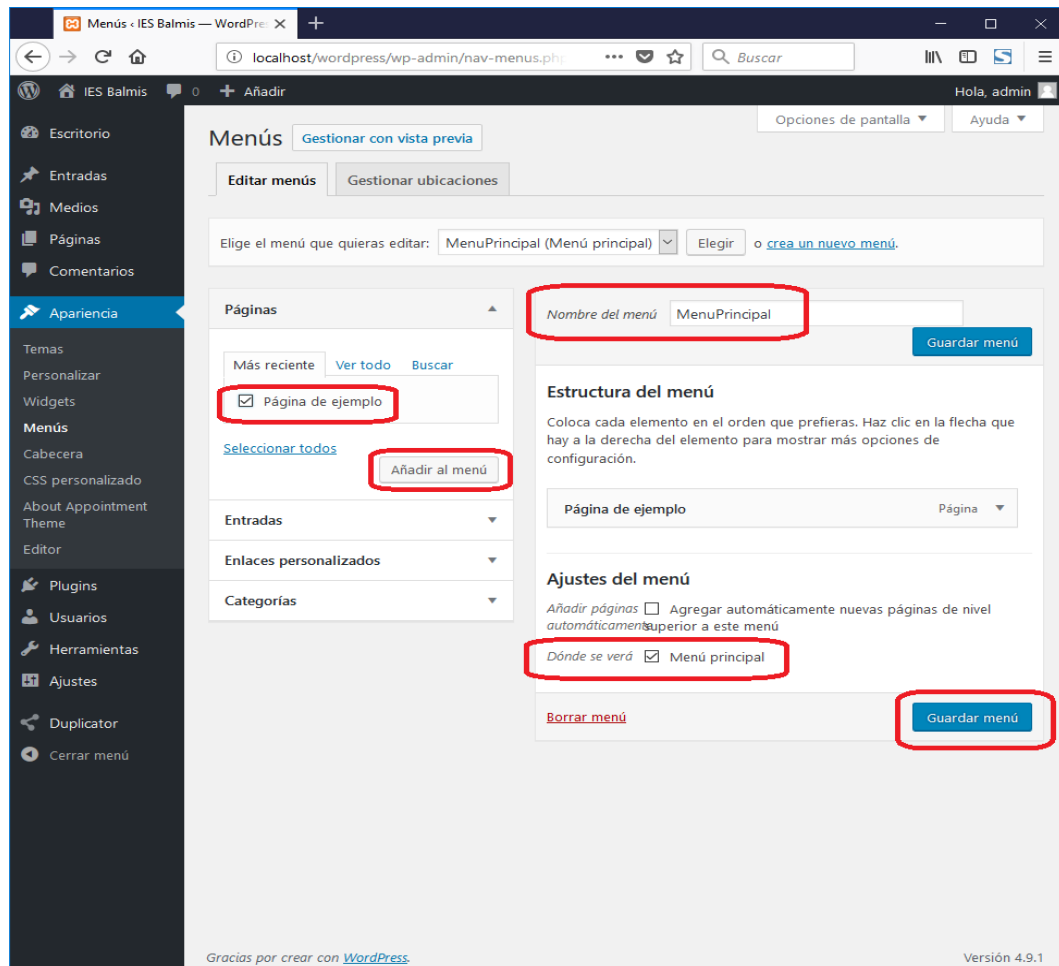 Menús ‹ IES Balmis — WordPre
localhost/wordpress/wp-admin/nav-menus.ph
Buscar
IES Balmis 0 Añadir
Hola, admin
Opciones de pantalla
Ayuda
Escritorio
Entradas
Medios
Páginas
Comentarios
Apariencia
Temas
Personalizar
Widgets
Menús
Cabecera
CSS personalizado
About Appointment
Theme
Editor
Plugins
Usuarios
Herramientas
Ajustes
Duplicator
Cerrar menú
Menús Gestionar con vista previa
Editar menús Gestionar ubicaciones
Elige el menú que quieras editar: MenuPrincipal (Menú principal) Elegir o crea un nuevo menú.
Páginas
Más reciente Ver todo Buscar
Página de ejemplo
Seleccionar todos
Añadir al menú
Entradas
Enlaces personalizados
Categorías
Nombre del menú MenuPrincipal
Guardar menú
Estructura del menú
Coloca cada elemento en el orden que prefieras. Haz clic en la flecha que
hay a la derecha del elemento para mostrar más opciones de
configuración.
Página de ejemplo Página
Ajustes del menú
Añadir páginas
automáticamente
Agregar automáticamente nuevas páginas de nivel
superior a este menú
Dónde se verá Menú principal
Borrar menú Guardar menú
Gracias por crear con WordPress.
Versión 4.9.1